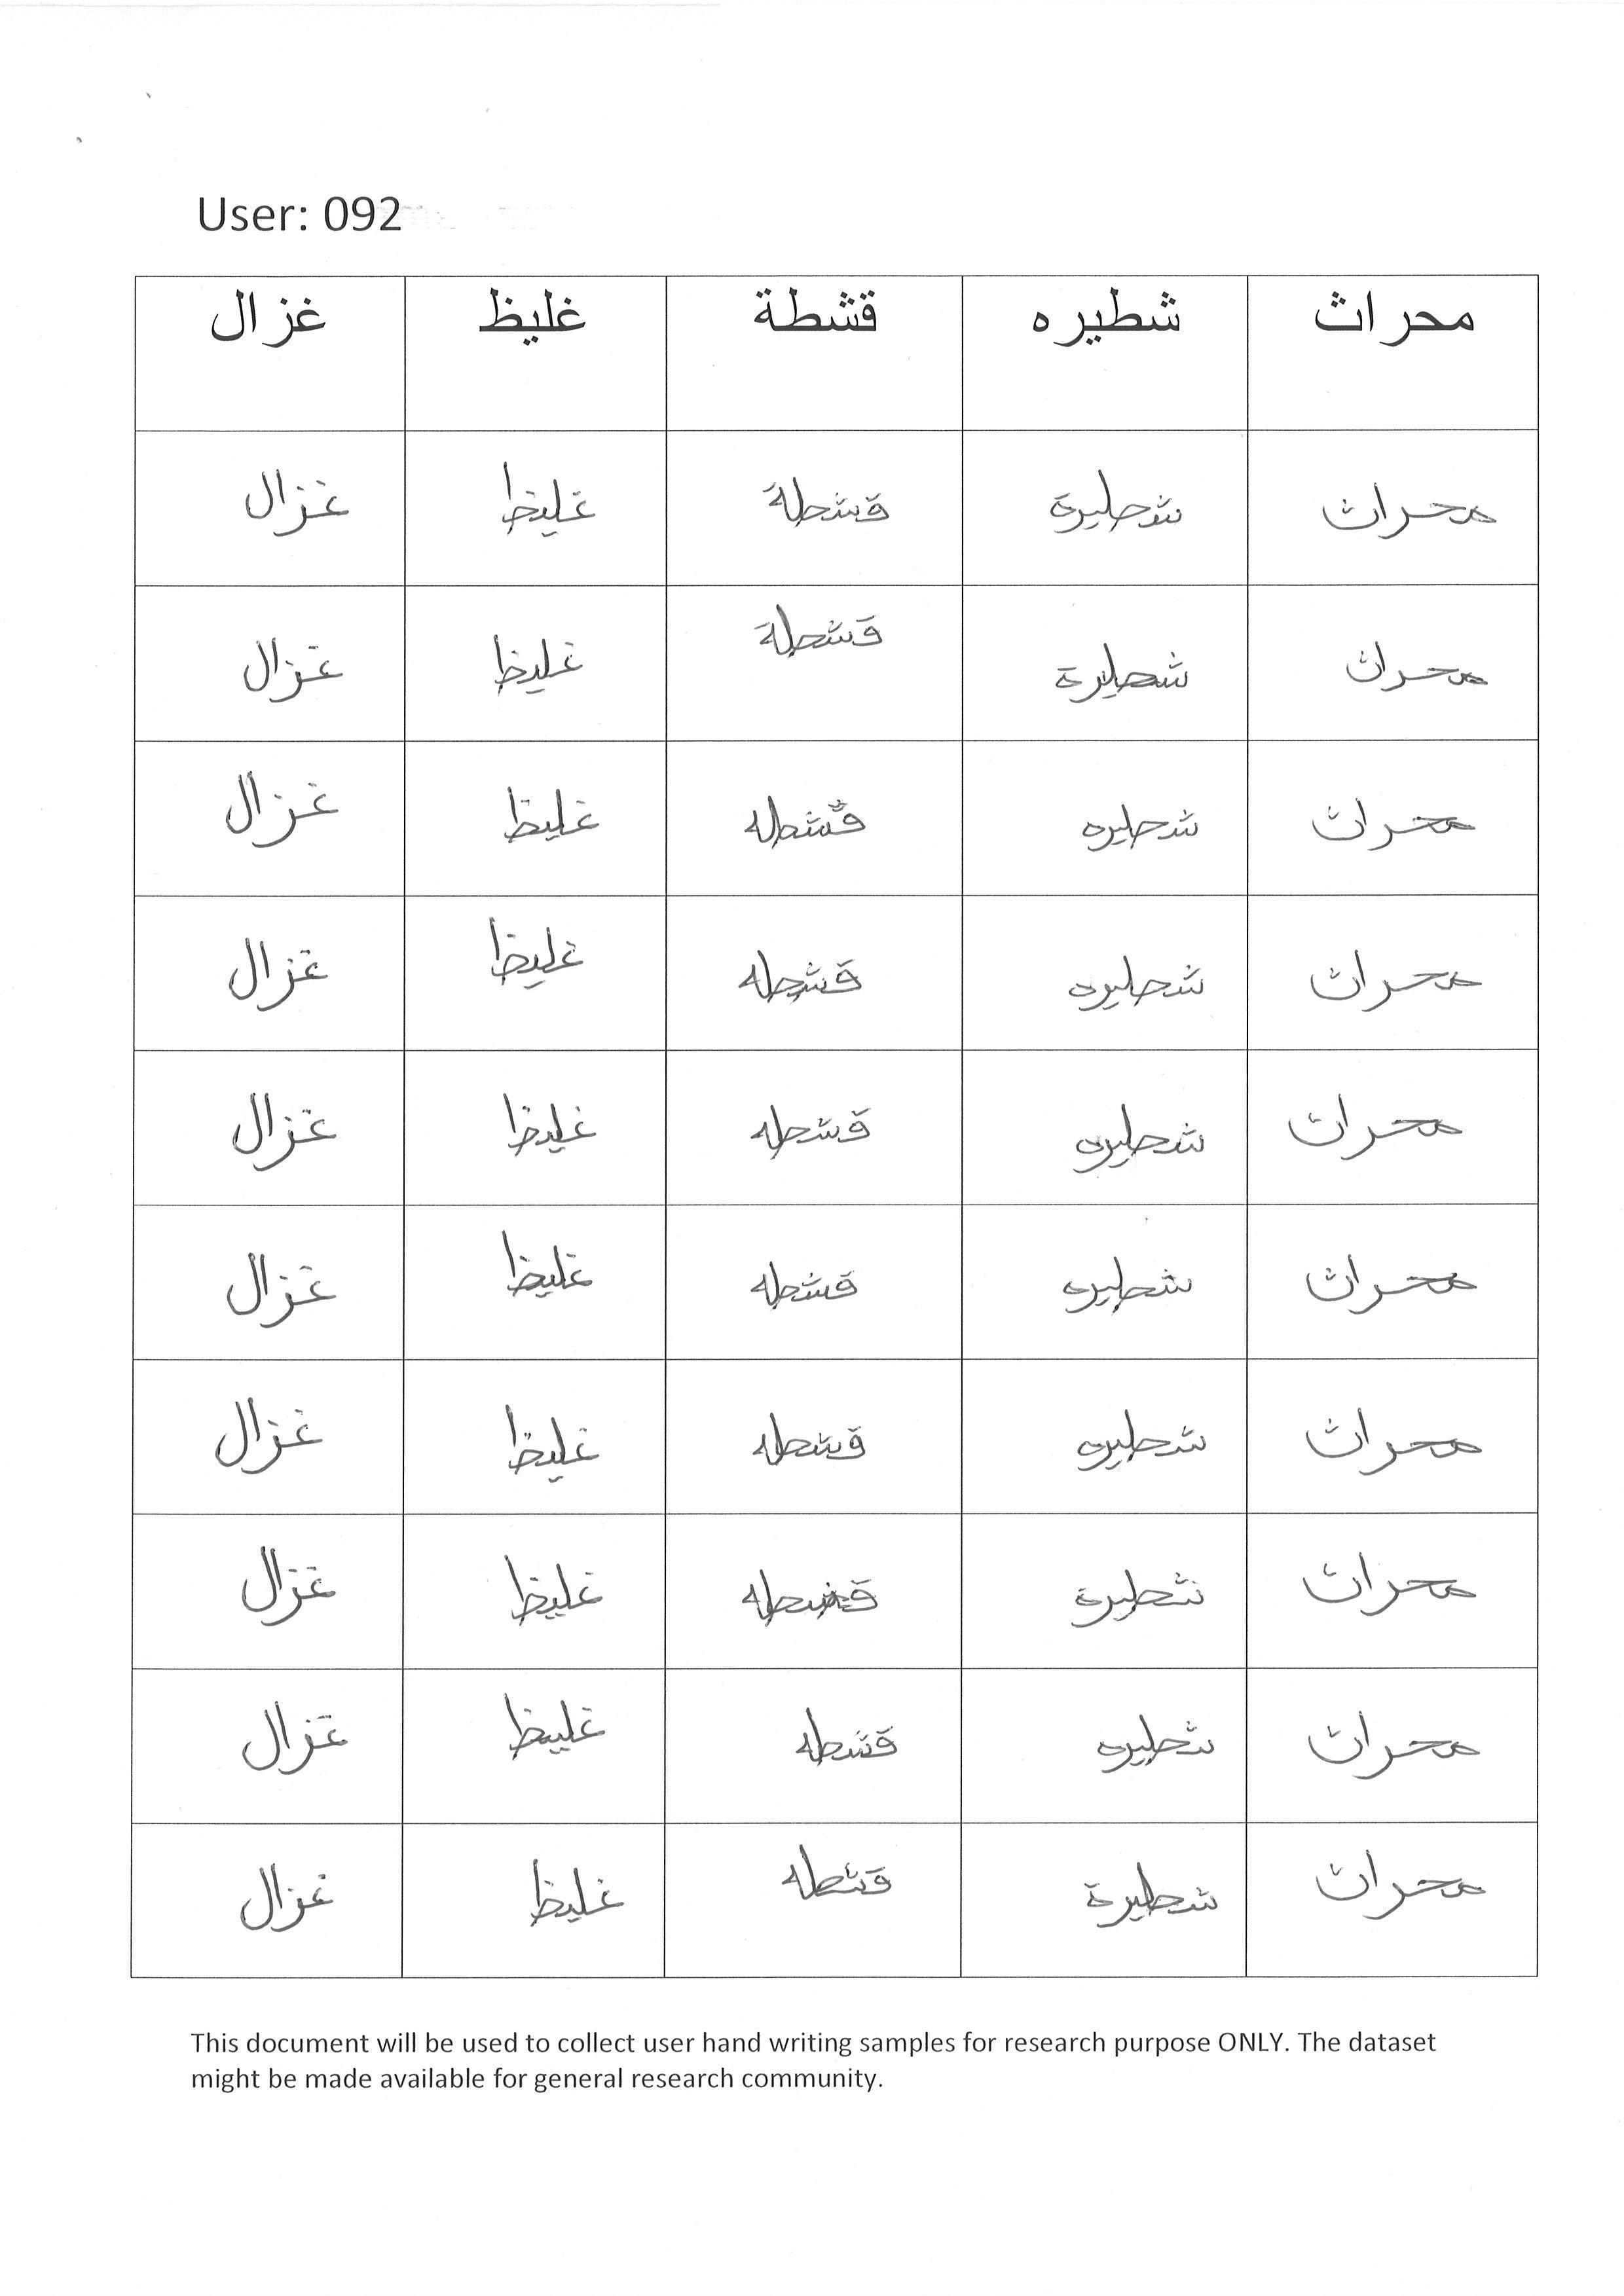 User: 092
محراث شطيره قشطة غليظ غزال
محراث شطيرة قشطة غليظ غزال
محراث شطيرة قشطة غليظ غزال
محراث شطيره قشطه غليظ غزال
محراث شطيره قشطه غليظ غزال
محراث شطيره قشطه غليظ غزال
محراث شطيره قشطه غليظ غزال
محراث شطيره قشطه غليظ غزال
محراث شطيرة قشطه غليظ غزال
محراث شطيره قشطه غليظ غزال
محراث شطيرة قشطه غليظ غزال
This document will be used to collect user hand writing samples for research purpose ONLY. The dataset
might be made available for general research community.